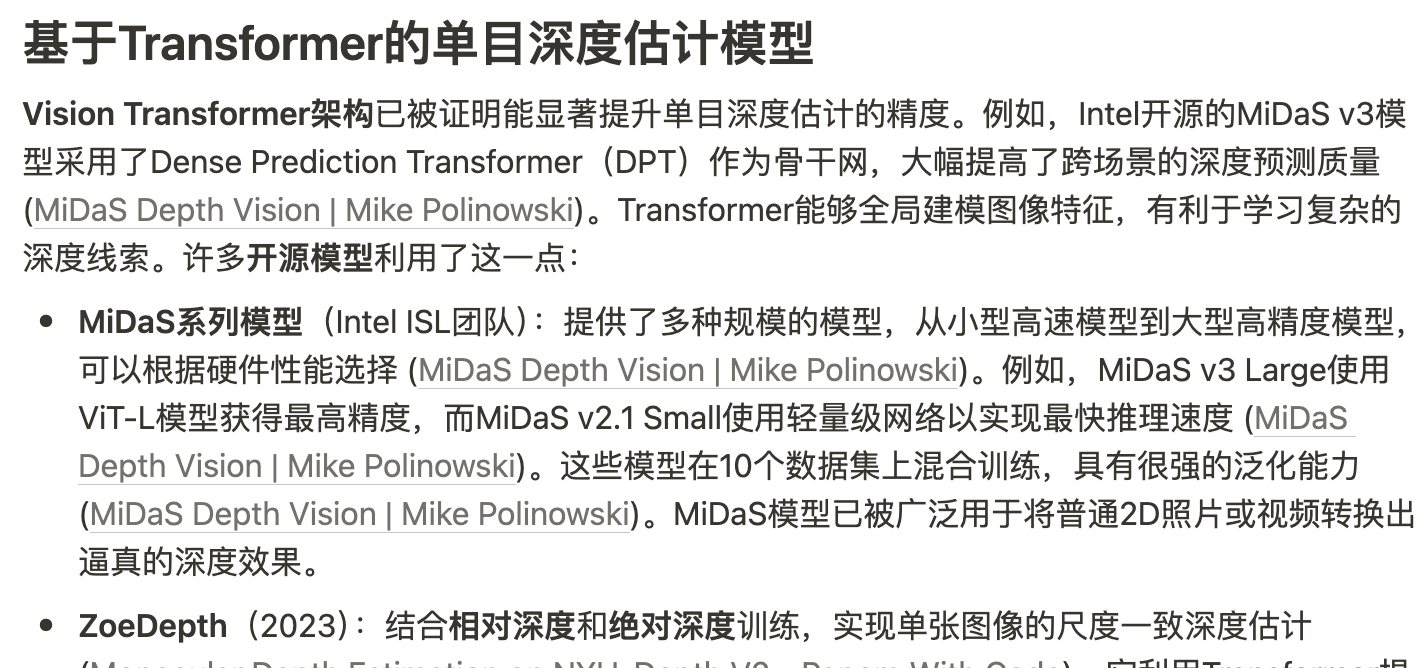 基于Transformer的单目深度估计模型
Vision Transformer架构已被证明能显著提升单目深度估计的精度。例如，Intel开源的MiDaS v3模
型采用了Dense Prediction Transformer（DPT）作为骨干网，大幅提高了跨场景的深度预测质量
(MiDaS Depth Vision | Mike Polinowski)。Transformer能够全局建模图像特征，有利于学习复杂的
深度线索。许多开源模型利用了这一点：
• MiDaS系列模型（Intel ISL团队）：提供了多种规模的模型，从小型高速模型到大型高精度模型，
可以根据硬件性能选择 (MiDaS Depth Vision | Mike Polinowski)。例如，MiDaS v3 Large使用
ViT-L模型获得最高精度，而MiDaS v2.1 Small使用轻量级网络以实现最快推理速度 (MiDaS
Depth Vision | Mike Polinowski)。这些模型在10个数据集上混合训练，具有很强的泛化能力
(MiDaS Depth Vision | Mike Polinowski)。MiDaS模型已被广泛用于将普通2D照片或视频转换出
逼真的深度效果。
• ZoeDepth（2023）：结合相对深度和绝对深度训练，实现单张图像的尺度一致深度估计